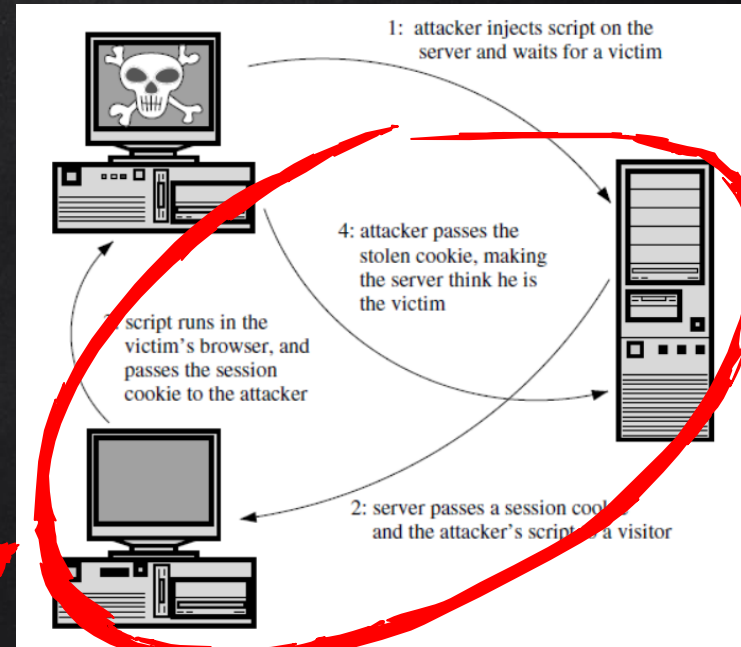 1: attacker injects script on the
server and waits for a victim
4: attacker passes the
stolen cookie, making
the server think he is
the victim
script runs in the
victim's browser, and
passes the session
cookie to the attacker
2: server passes a session
and the attacker's script a visitor